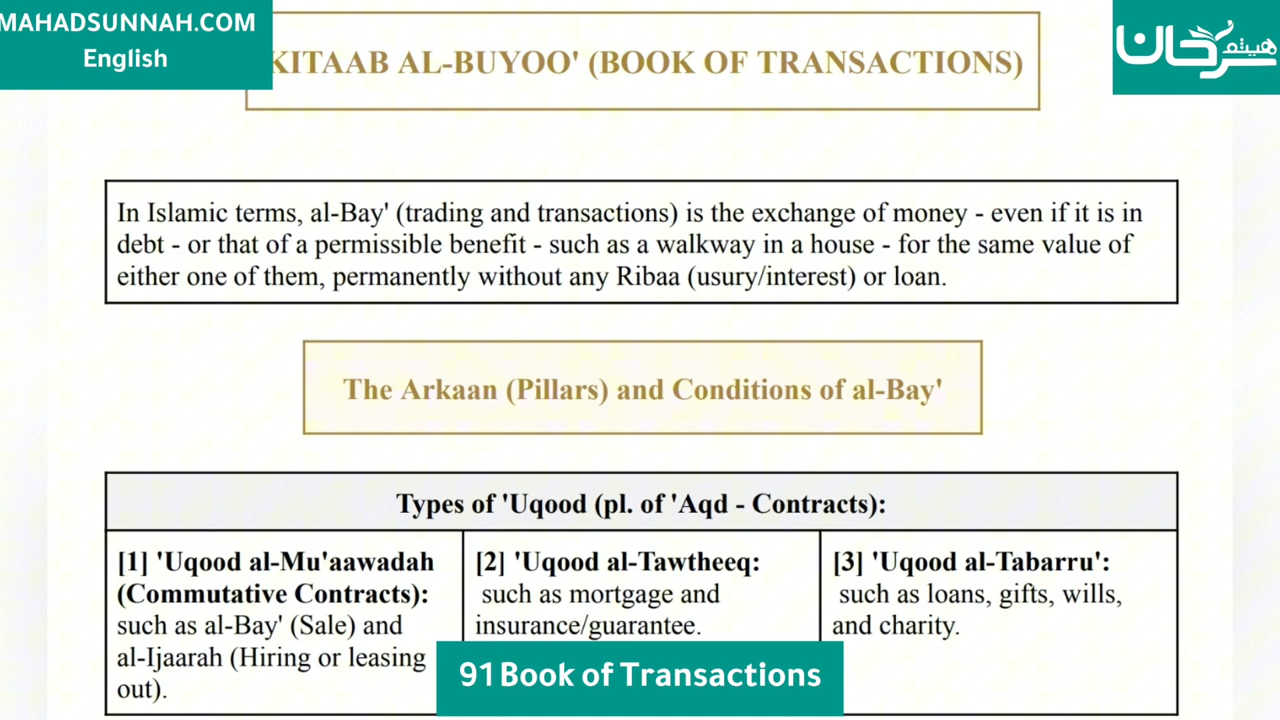 MAHADSUNNAH.COM
English
هيثم
سرحان
KITAAB AL-BUYOO' (BOOK OF TRANSACTIONS)
In Islamic terms, al-Bay' (trading and transactions) is the exchange of money - even if it is in
debt - or that of a permissible benefit - such as a walkway in a house - for the same value of
either one of them, permanently without any Ribaa (usury/interest) or loan.
The Arkaan (Pillars) and Conditions of al-Bay'
Types of 'Uqood (pl. of 'Aqd - Contracts):
[1] 'Uqood al-Mu'aawadah
(Commutative Contracts):
such as al-Bay' (Sale) and
al-Ijaarah (Hiring or leasing
out).
[2] 'Uqood al-Tawtheeq:
such as mortgage and
insurance/guarantee.
[3] 'Uqood al-Tabarru':
such as loans, gifts, wills,
and charity.
91 Book of Transactions